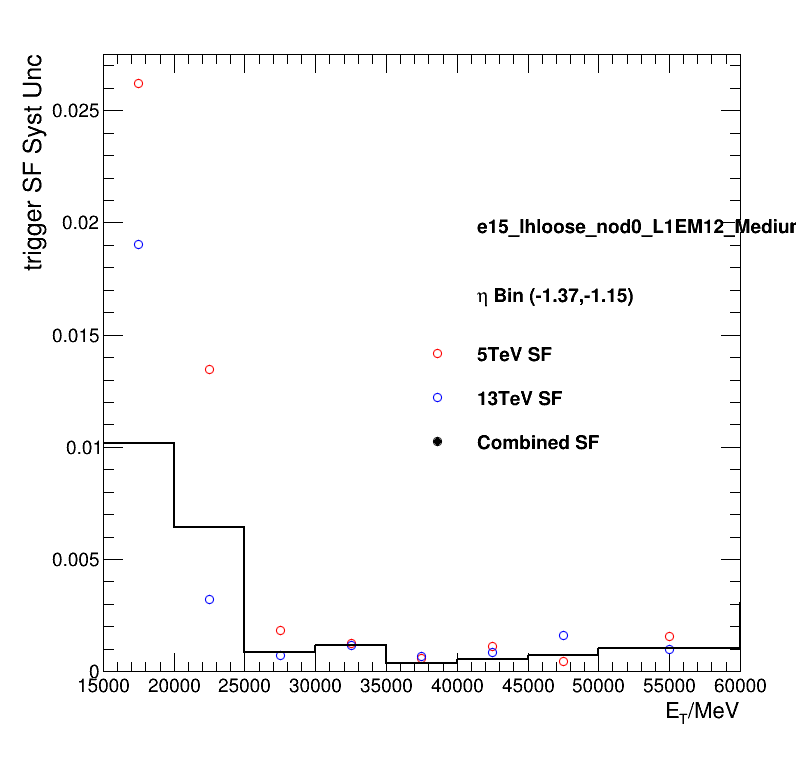 trigger SF Syst Unc
0.025
0.02
0.015
0.01
0.005
0
e15_lhloose_nod0_L1EM12_Mediu
η Bin (-1.37,-1.15)
5TeV SF
13TeV SF
Combined SF
15000 20000 25000 30000 35000 40000 45000 50000 55000 60000
E_T/MeV